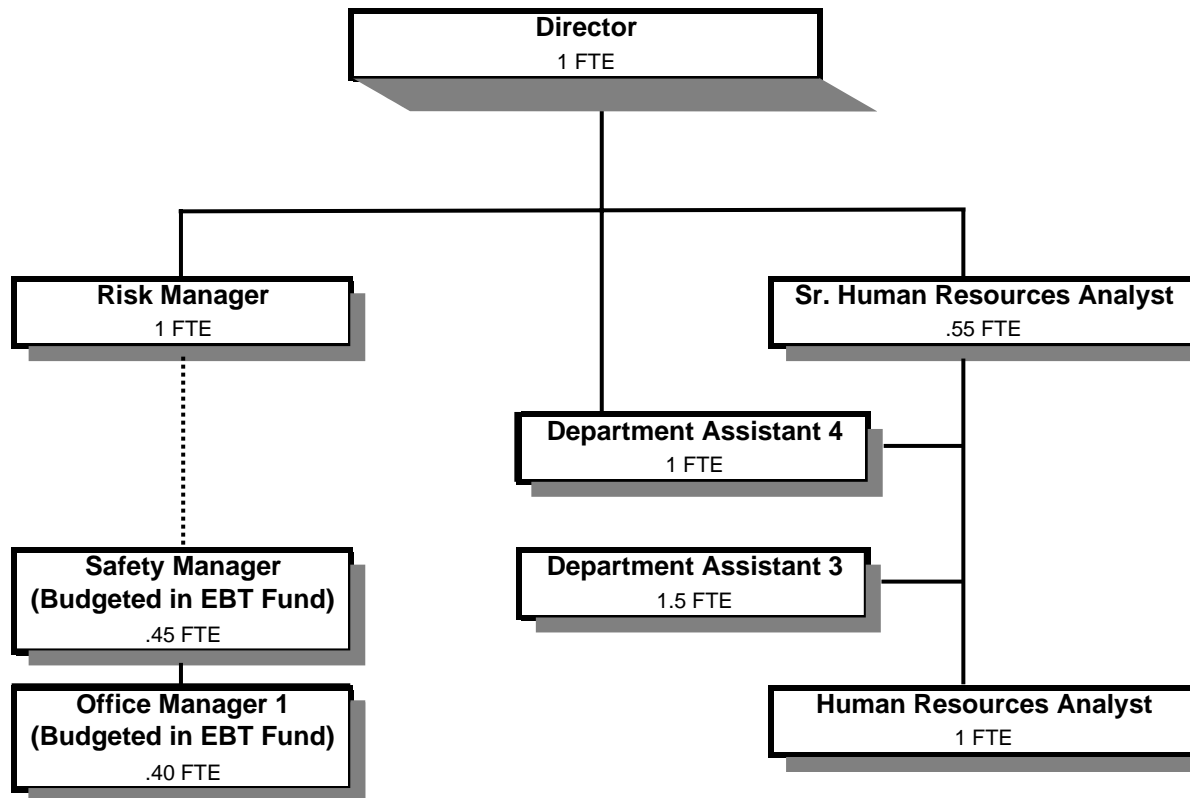 Director
1 FTE
Risk Manager
1 FTE
Sr. Human Resources Analyst
.55 FTE
Department Assistant 4
1 FTE
Safety Manager
(Budgeted in EBT Fund)
.45 FTE
Department Assistant 3
1.5 FTE
Office Manager 1
(Budgeted in EBT Fund)
.40 FTE
Human Resources Analyst
1 FTE